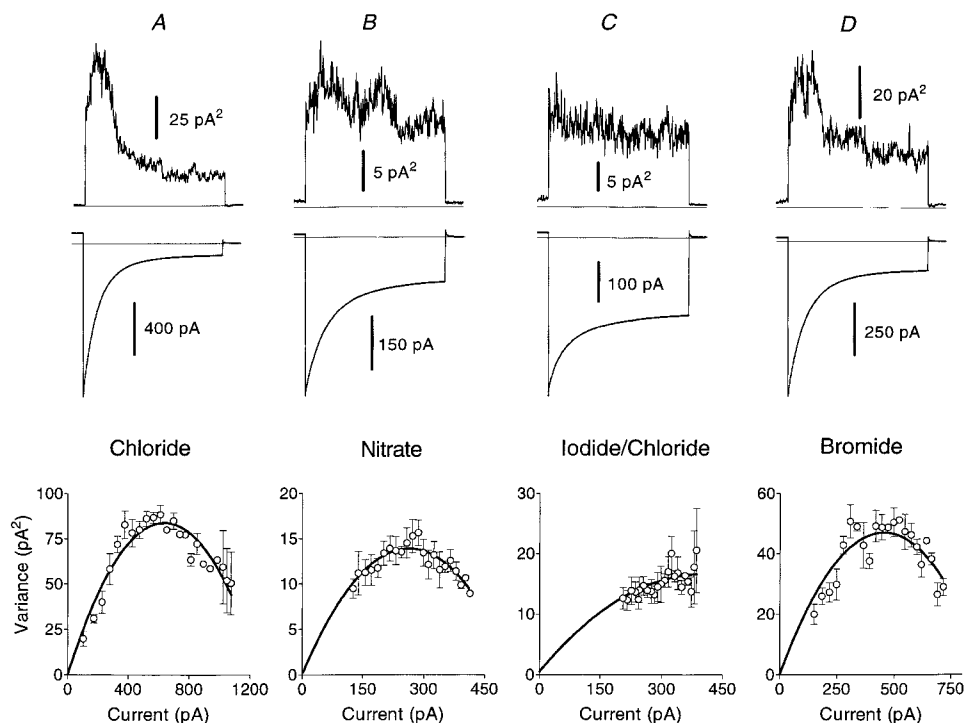 A B C D
25 pA²
5 pA²
5 pA²
20 pA²
400 pA
150 pA
100 pA
250 pA
Chloride
Nitrate
Iodide/Chloride
Bromide
Variance (pA²)
100
75
50
25
0
0 400 800 1200
Current (pA)
20
15
10
5
0
0 150 300 450
Current (pA)
30
20
10
0
0 150 300 450
Current (pA)
60
40
20
0
0 250 500 750
Current (pA)